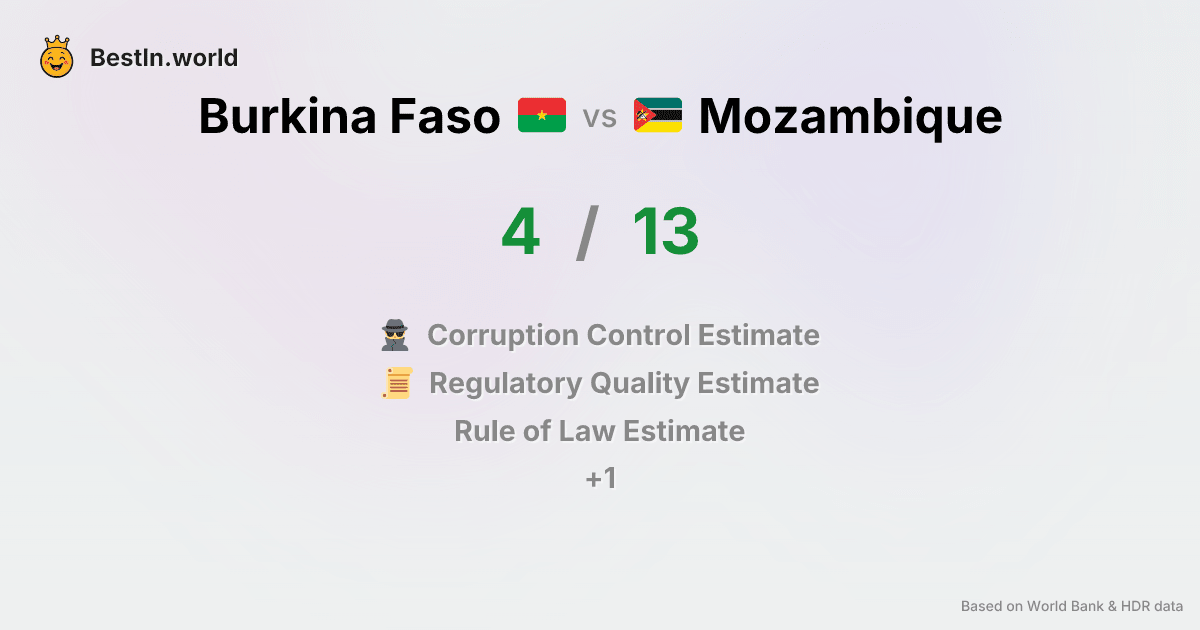 BestIn.world
Burkina Faso vs Mozambique
4 / 13
Corruption Control Estimate
Regulatory Quality Estimate
Rule of Law Estimate
+1
Based on World Bank & HDR data